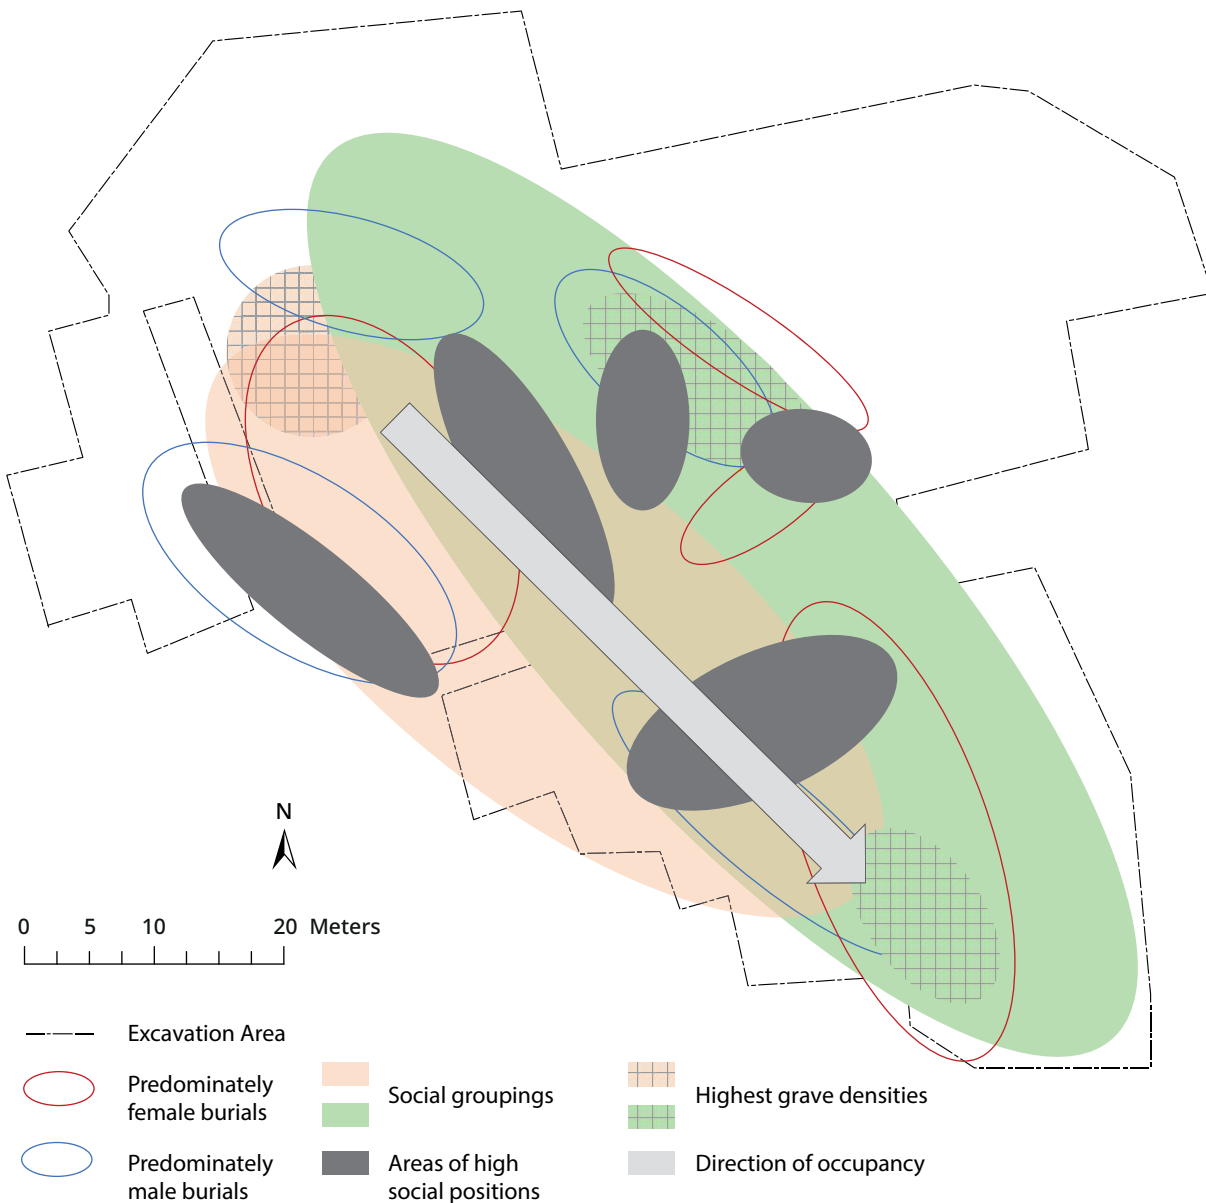 N
0 5 10 20 Meters
Excavation Area
Predominately
female burials
Predominately
male burials
Social groupings
Areas of high
social positions
Highest grave densities
Direction of occupancy